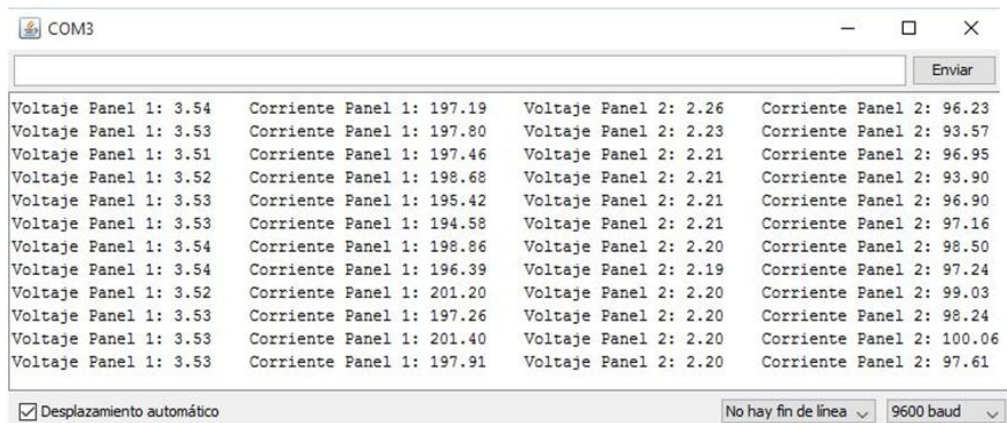 COM3
Enviar
Voltaje Panel 1: 3.54 Corriente Panel 1: 197.19 Voltaje Panel 2: 2.26 Corriente Panel 2: 96.23
Voltaje Panel 1: 3.53 Corriente Panel 1: 197.80 Voltaje Panel 2: 2.23 Corriente Panel 2: 93.57
Voltaje Panel 1: 3.51 Corriente Panel 1: 197.46 Voltaje Panel 2: 2.21 Corriente Panel 2: 96.95
Voltaje Panel 1: 3.52 Corriente Panel 1: 198.68 Voltaje Panel 2: 2.21 Corriente Panel 2: 93.90
Voltaje Panel 1: 3.53 Corriente Panel 1: 195.42 Voltaje Panel 2: 2.21 Corriente Panel 2: 96.90
Voltaje Panel 1: 3.53 Corriente Panel 1: 194.58 Voltaje Panel 2: 2.21 Corriente Panel 2: 97.16
Voltaje Panel 1: 3.54 Corriente Panel 1: 198.86 Voltaje Panel 2: 2.20 Corriente Panel 2: 98.50
Voltaje Panel 1: 3.54 Corriente Panel 1: 196.39 Voltaje Panel 2: 2.19 Corriente Panel 2: 97.24
Voltaje Panel 1: 3.52 Corriente Panel 1: 201.20 Voltaje Panel 2: 2.20 Corriente Panel 2: 99.03
Voltaje Panel 1: 3.53 Corriente Panel 1: 197.26 Voltaje Panel 2: 2.20 Corriente Panel 2: 98.24
Voltaje Panel 1: 3.53 Corriente Panel 1: 201.40 Voltaje Panel 2: 2.20 Corriente Panel 2: 100.06
Voltaje Panel 1: 3.53 Corriente Panel 1: 197.91 Voltaje Panel 2: 2.20 Corriente Panel 2: 97.61
Desplazamiento automático No hay fin de línea 9600 baud